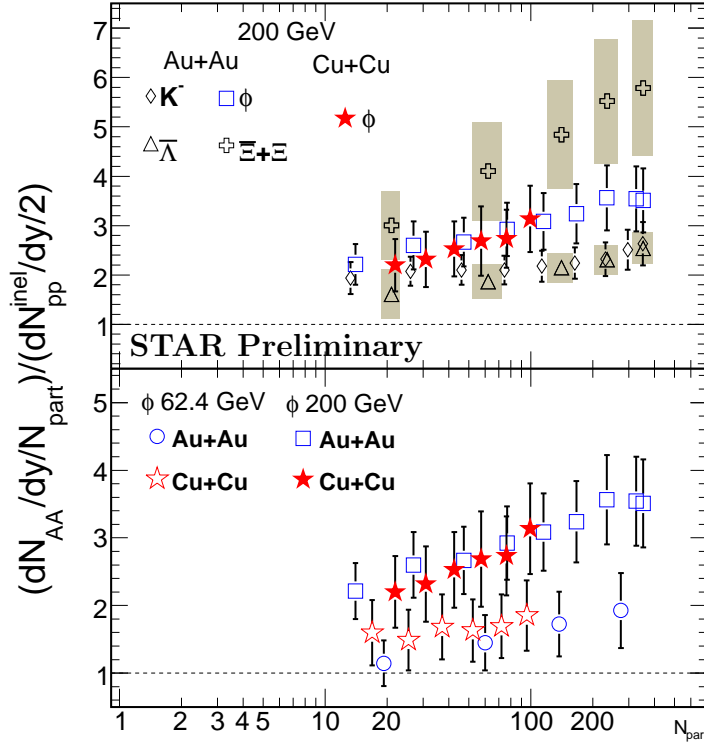 (dN_AA/dy/N_part)/(dN_pp^inel/dy/2)
200 GeV
Au+Au Cu+Cu
K⁻ ϕ ϕ
Λ̅ Ξ̅+Ξ
7
6
5
4
3
2
1
STAR Preliminary
ϕ 62.4 GeV ϕ 200 GeV
Au+Au Au+Au
Cu+Cu Cu+Cu
5
4
3
2
1
1 2 3 4 5 10 20 100 200 N_par